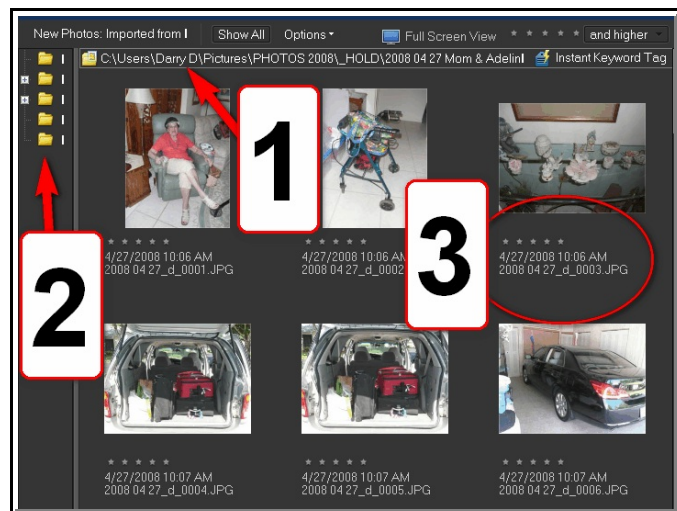 New Photos: Imported from I Show All Options Full Screen View and higher
C:\Users\Darry D\Pictures\PHOTOS 2008\_HOLD\2008 04 27 Mom & Adelinl Instant Keyword Tag
1
2
3
4/27/2008 10:06 AM
2008 04 27_d_0001.JPG
4/27/2008 10:06 AM
2008 04 27_d_0002
4/27/2008 10:06 AM
2008 04 27_d_0003.JPG
4/27/2008 10:07 AM
2008 04 27_d_0004.JPG
4/27/2008 10:07 AM
2008 04 27_d_0005.JPG
4/27/2008 10:07 AM
2008 04 27_d_0006.JPG